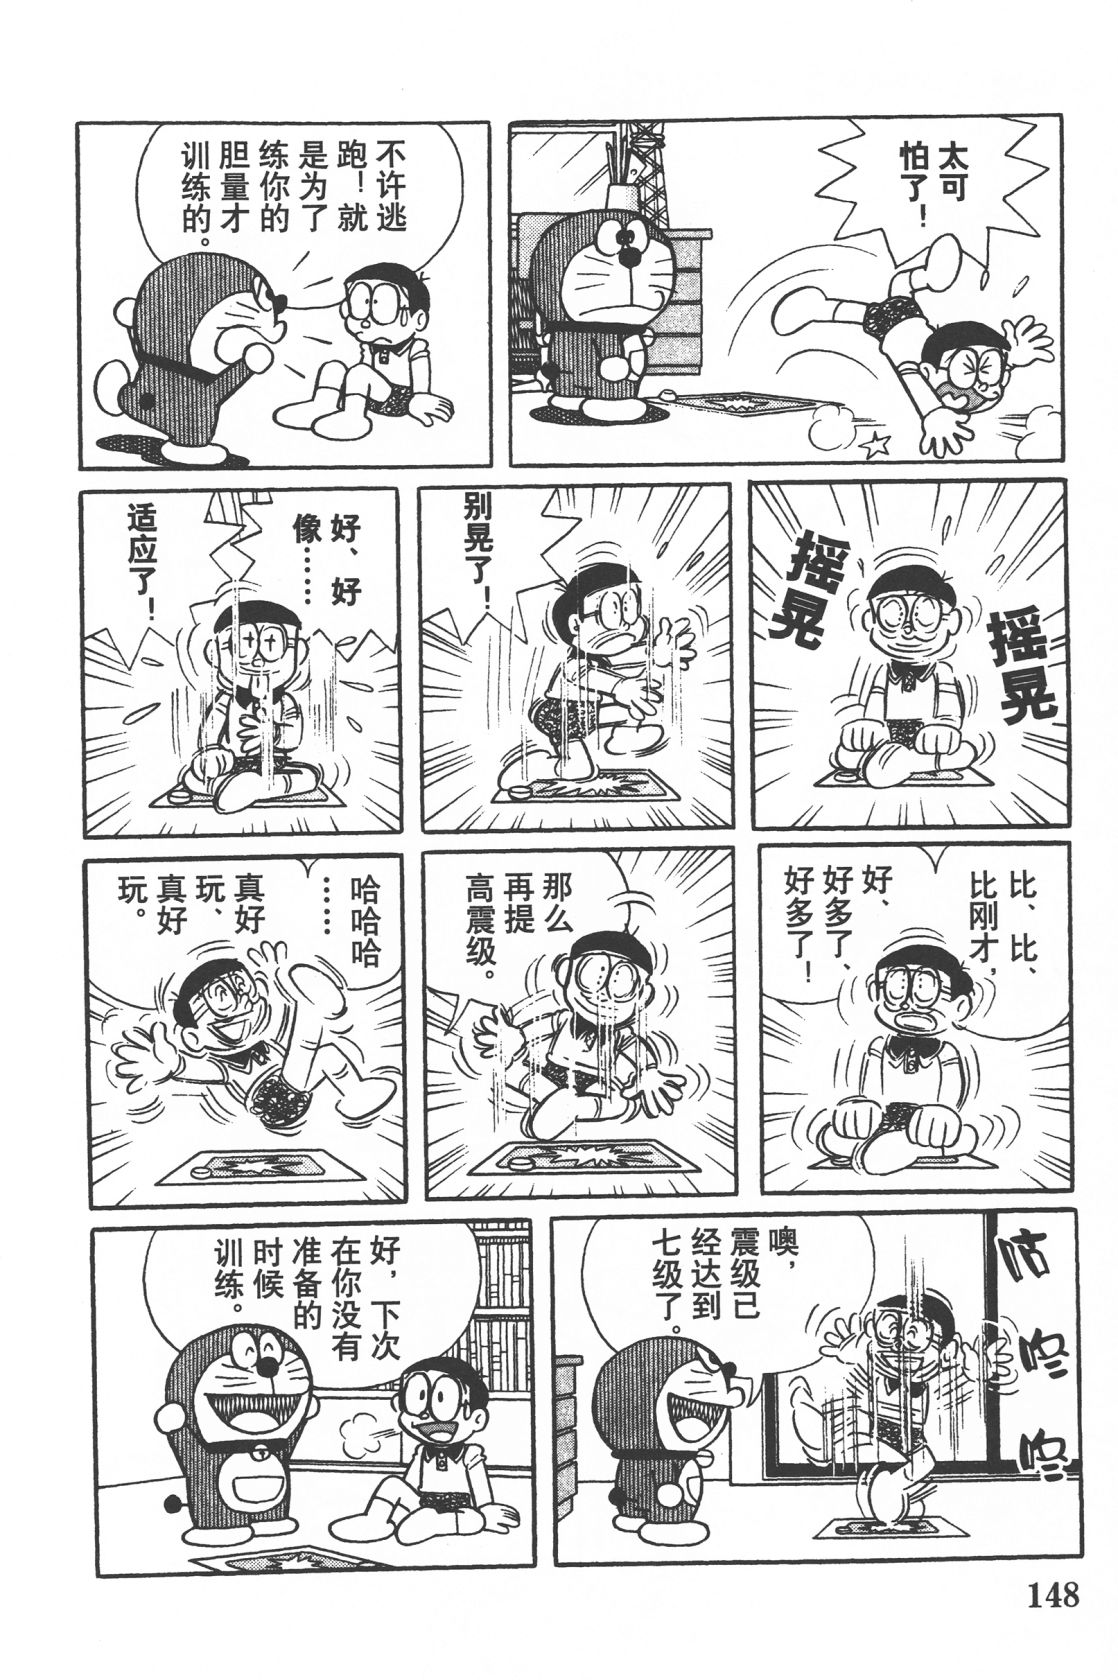 太可
怕了！
不许逃
跑！就
是为了
练你的
胆量才
训练的。
摇晃
摇晃
别晃了！
好、好
像……
适应了！
比、比、
比刚才，
好、
好多了、
好多了！
那么
再提
高震级。
哈哈哈
……
真好
玩、
真好
玩。
咕
咚
咚
噢，
震级已
经达到
七级了。
好，下次
在你没有
准备的
时候
训练。
148